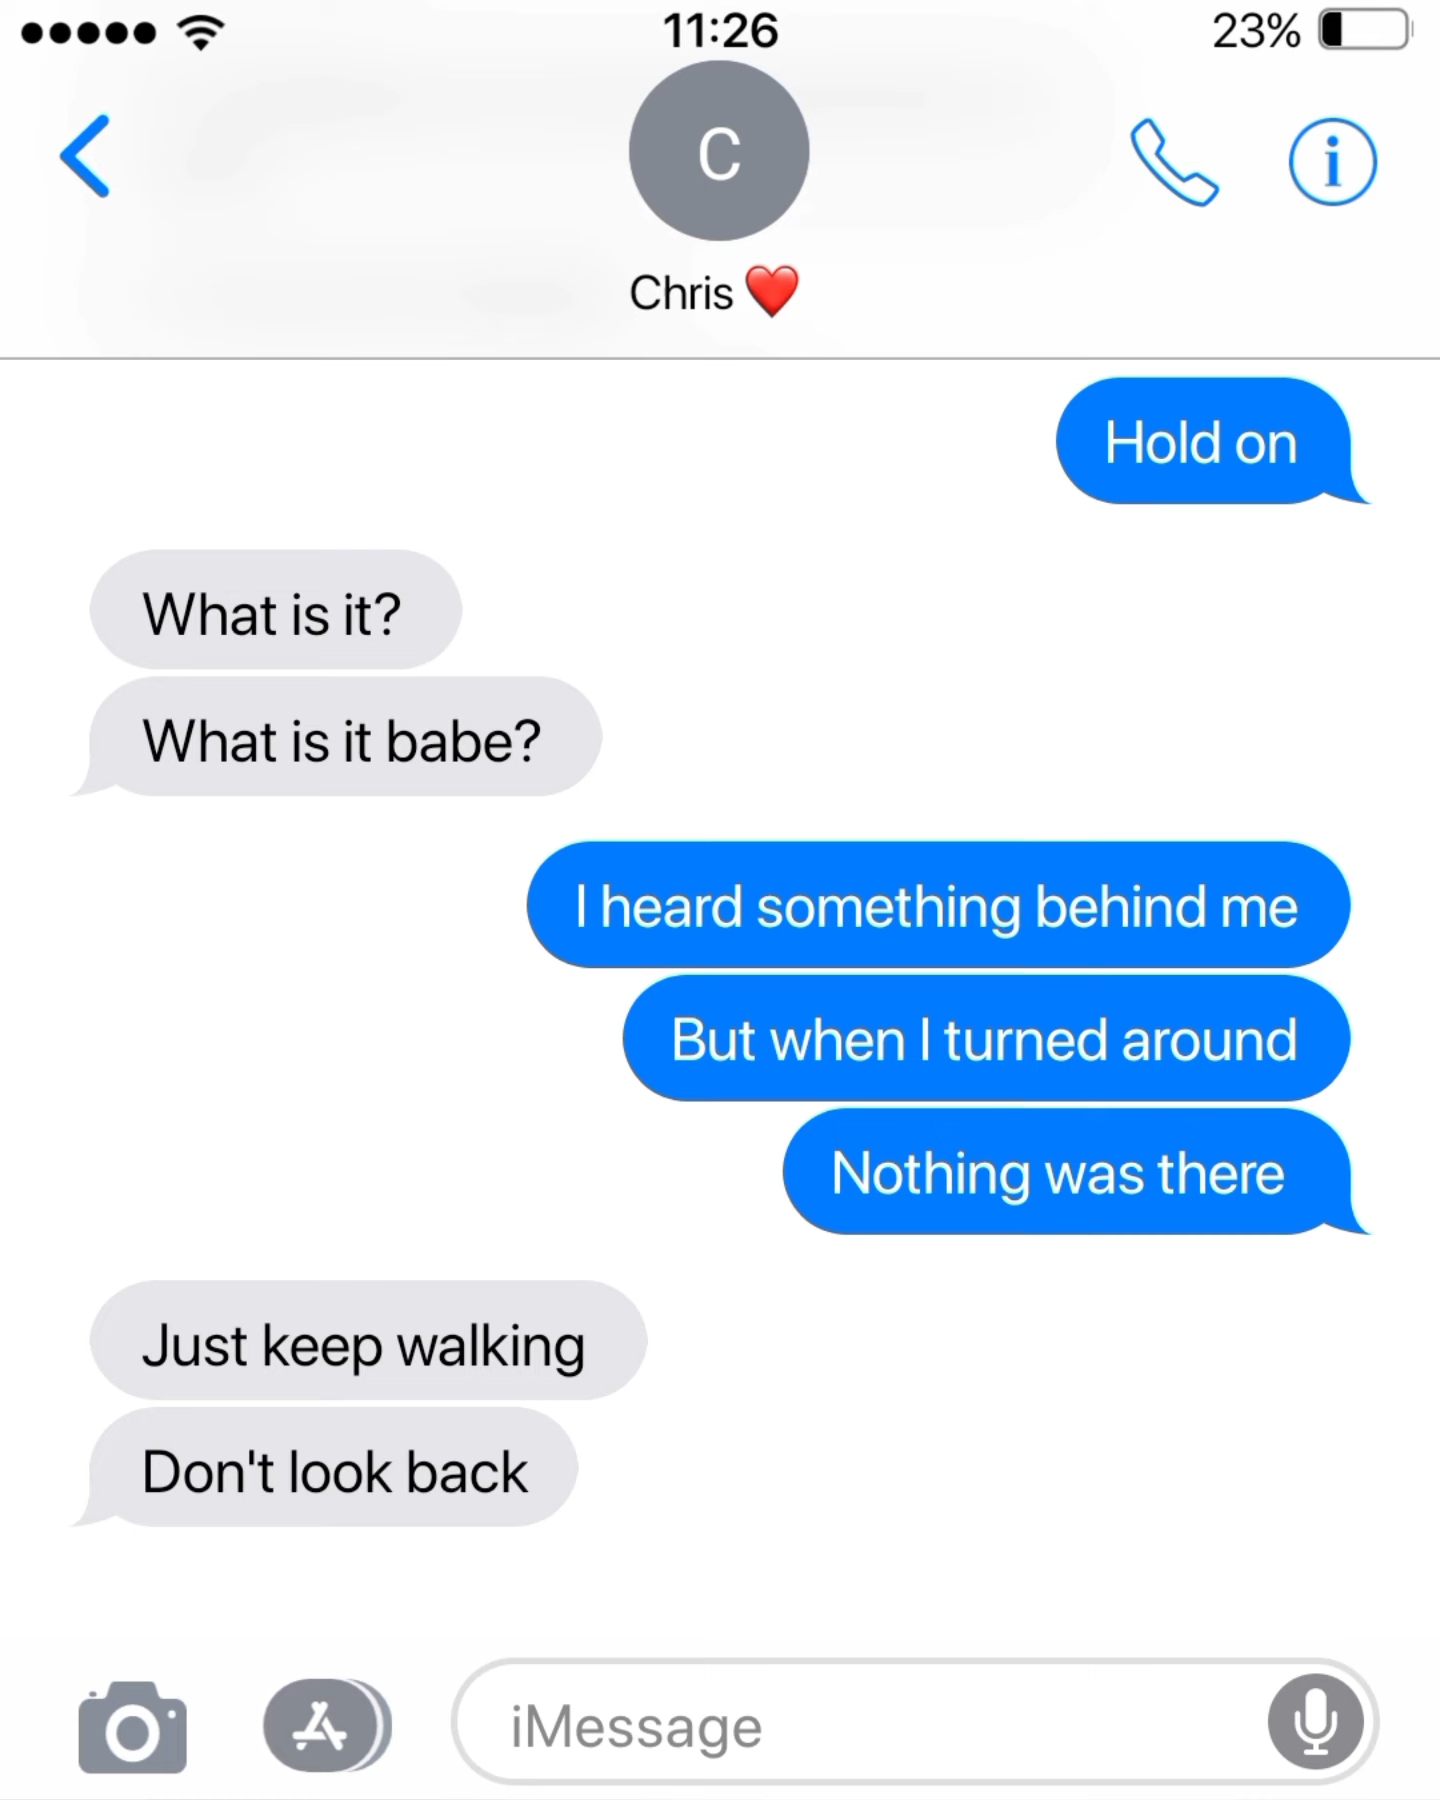 11:26
23%
C
Chris ❤️
Hold on
What is it?
What is it babe?
I heard something behind me
But when I turned around
Nothing was there
Just keep walking
Don't look back
iMessage